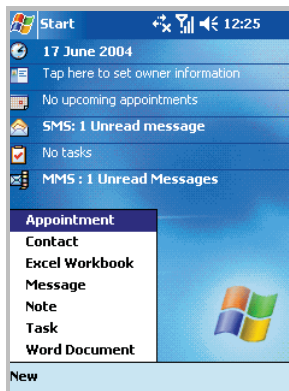 Start 12:25
17 June 2004
Tap here to set owner information
No upcoming appointments
SMS: 1 Unread message
No tasks
MMS : 1 Unread Messages
Appointment
Contact
Excel Workbook
Message
Note
Task
Word Document
New